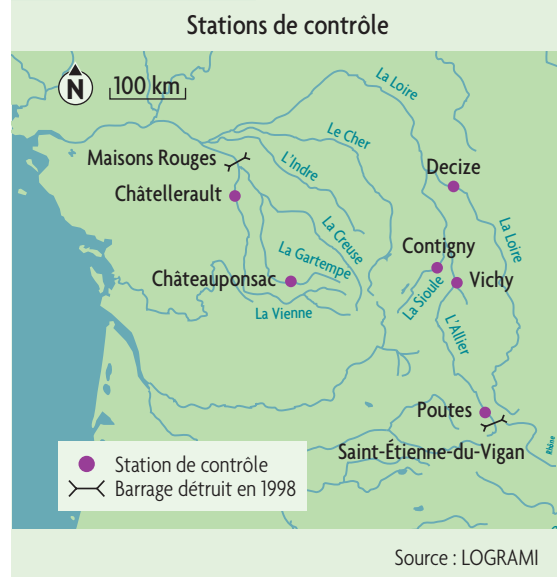 Stations de contrôle
N
100 km
La Loire
Le Cher
Maisons Rouges
L'Indre
Decize
Châtellerault
La Creuse
La Loire
Contigny
La Gartempe
Châteauponsac
Vichy
La Sioule
La Vienne
L'Allier
Poutes
Rhône
Saint-Étienne-du-Vigan
Station de contrôle
Barrage détruit en 1998
Source : LOGRAMI